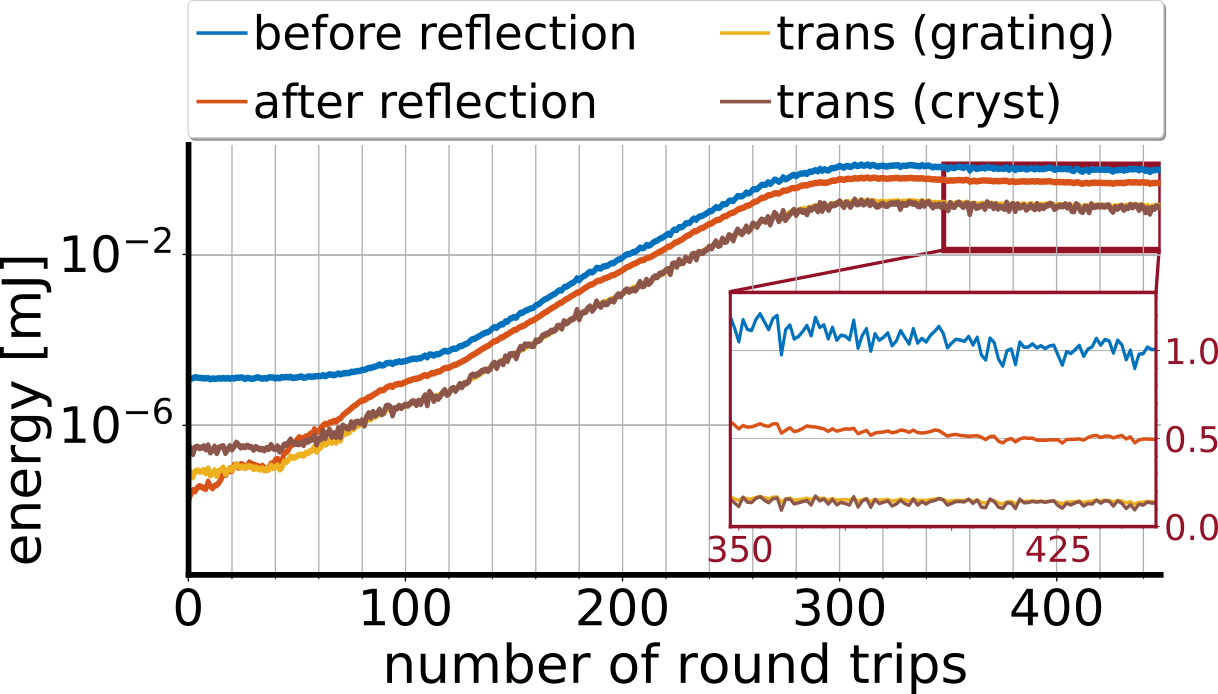 before reflection
trans (grating)
after reflection
trans (cryst)
energy [mJ]
10⁻²
10⁻⁶
1.0
0.5
0.0
350
425
0
100
200
300
400
number of round trips